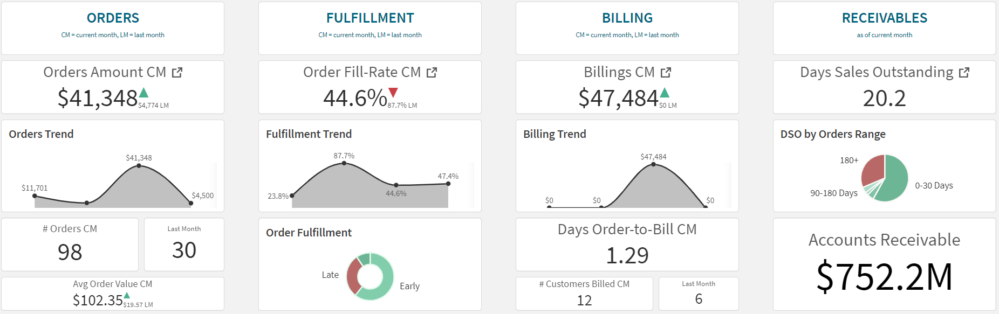 ORDERS
CM = current month, LM = last month
Orders Amount CM
$41,348
$4,774 LM
Orders Trend
$41,348
$11,701
$4,500
# Orders CM
98
Last Month
30
Avg Order Value CM
$102.35
$19.57 LM
FULFILLMENT
CM = current month, LM = last month
Order Fill-Rate CM
44.6%
87.7% LM
Fulfillment Trend
87.7%
47.4%
44.6%
23.8%
Order Fulfillment
Late
Early
BILLING
CM = current month, LM = last month
Billings CM
$47,484
$0 LM
Billing Trend
$47,484
$0
$0
$0
Days Order-to-Bill CM
1.29
# Customers Billed CM
12
Last Month
6
RECEIVABLES
as of current month
Days Sales Outstanding
20.2
DSO by Orders Range
180+
0-30 Days
90-180 Days
Accounts Receivable
$752.2M